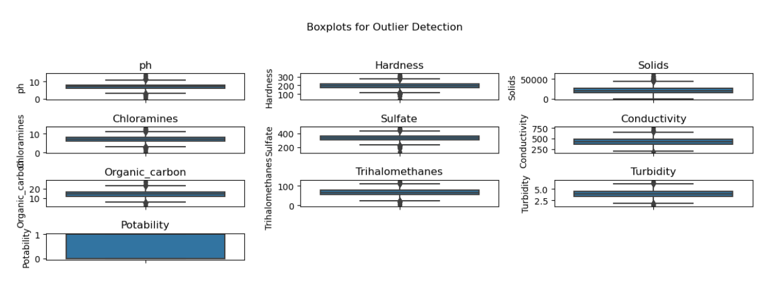 Boxplots for Outlier Detection
ph
Hardness
Solids
ph
10
0
Hardness
300
200
100
Solids
50000
0
Chloramines
Sulfate
Conductivity
Chloramines
10
0
Sulfate
400
200
Conductivity
750
500
250
Organic_carbon
Trihalomethanes
Turbidity
Organic_carbon
20
10
Trihalomethanes
100
0
Turbidity
5.0
2.5
Potability
Potability
1
0